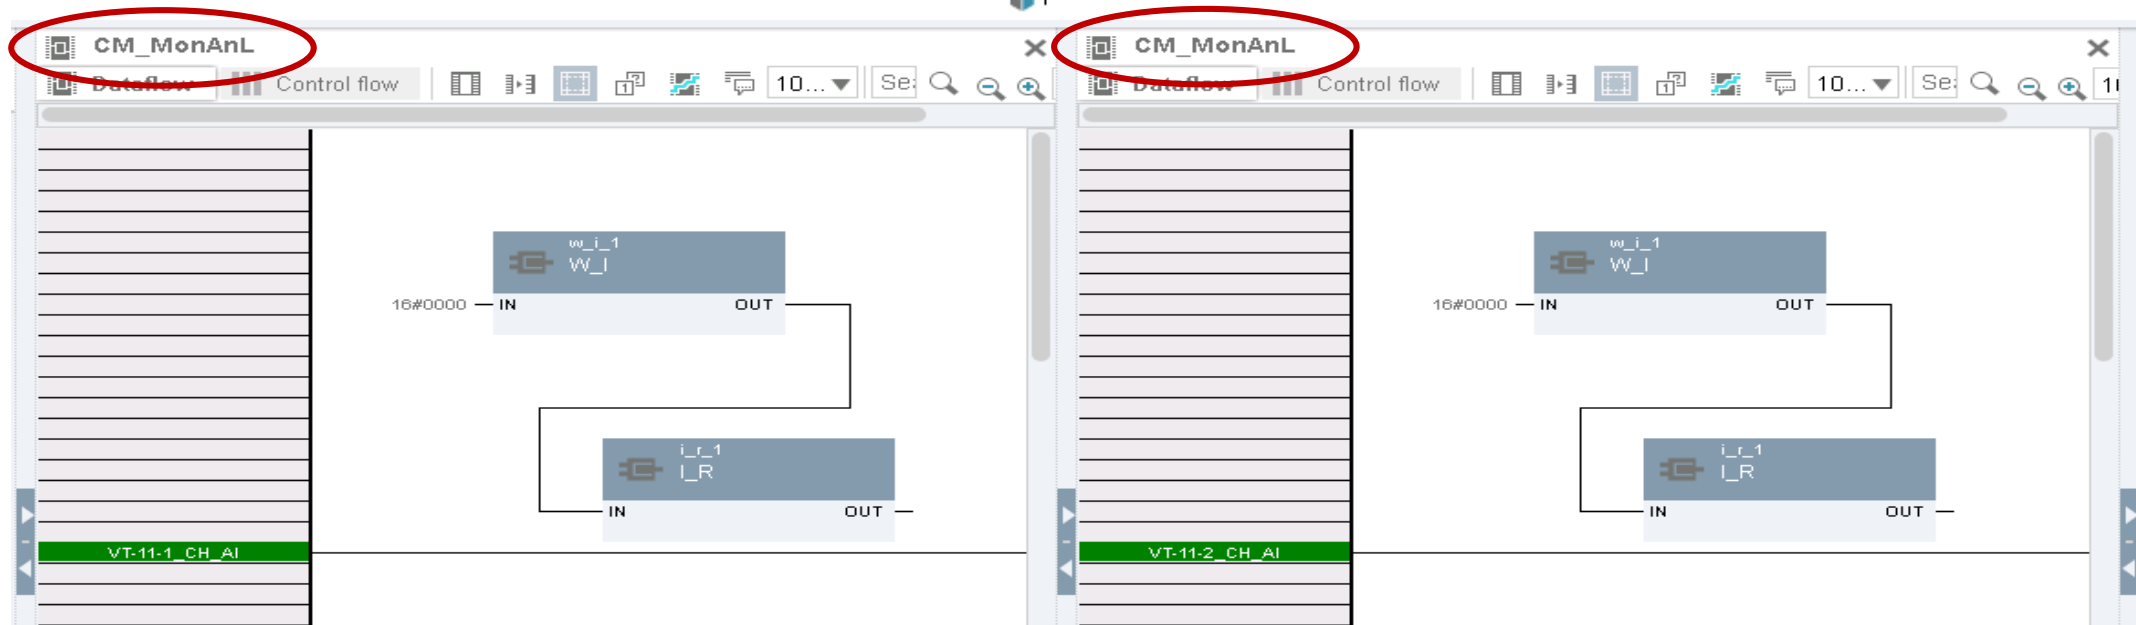 CM_MonAnL
Dataflow Control flow 10... Se
w_i_1
W_I
16#0000 IN OUT
i_r_1
I_R
IN OUT
VT-11-1_CH_AI
CM_MonAnL
Dataflow Control flow 10... Se
w_i_1
W_I
16#0000 IN OUT
i_r_1
I_R
IN OUT
VT-11-2_CH_AI